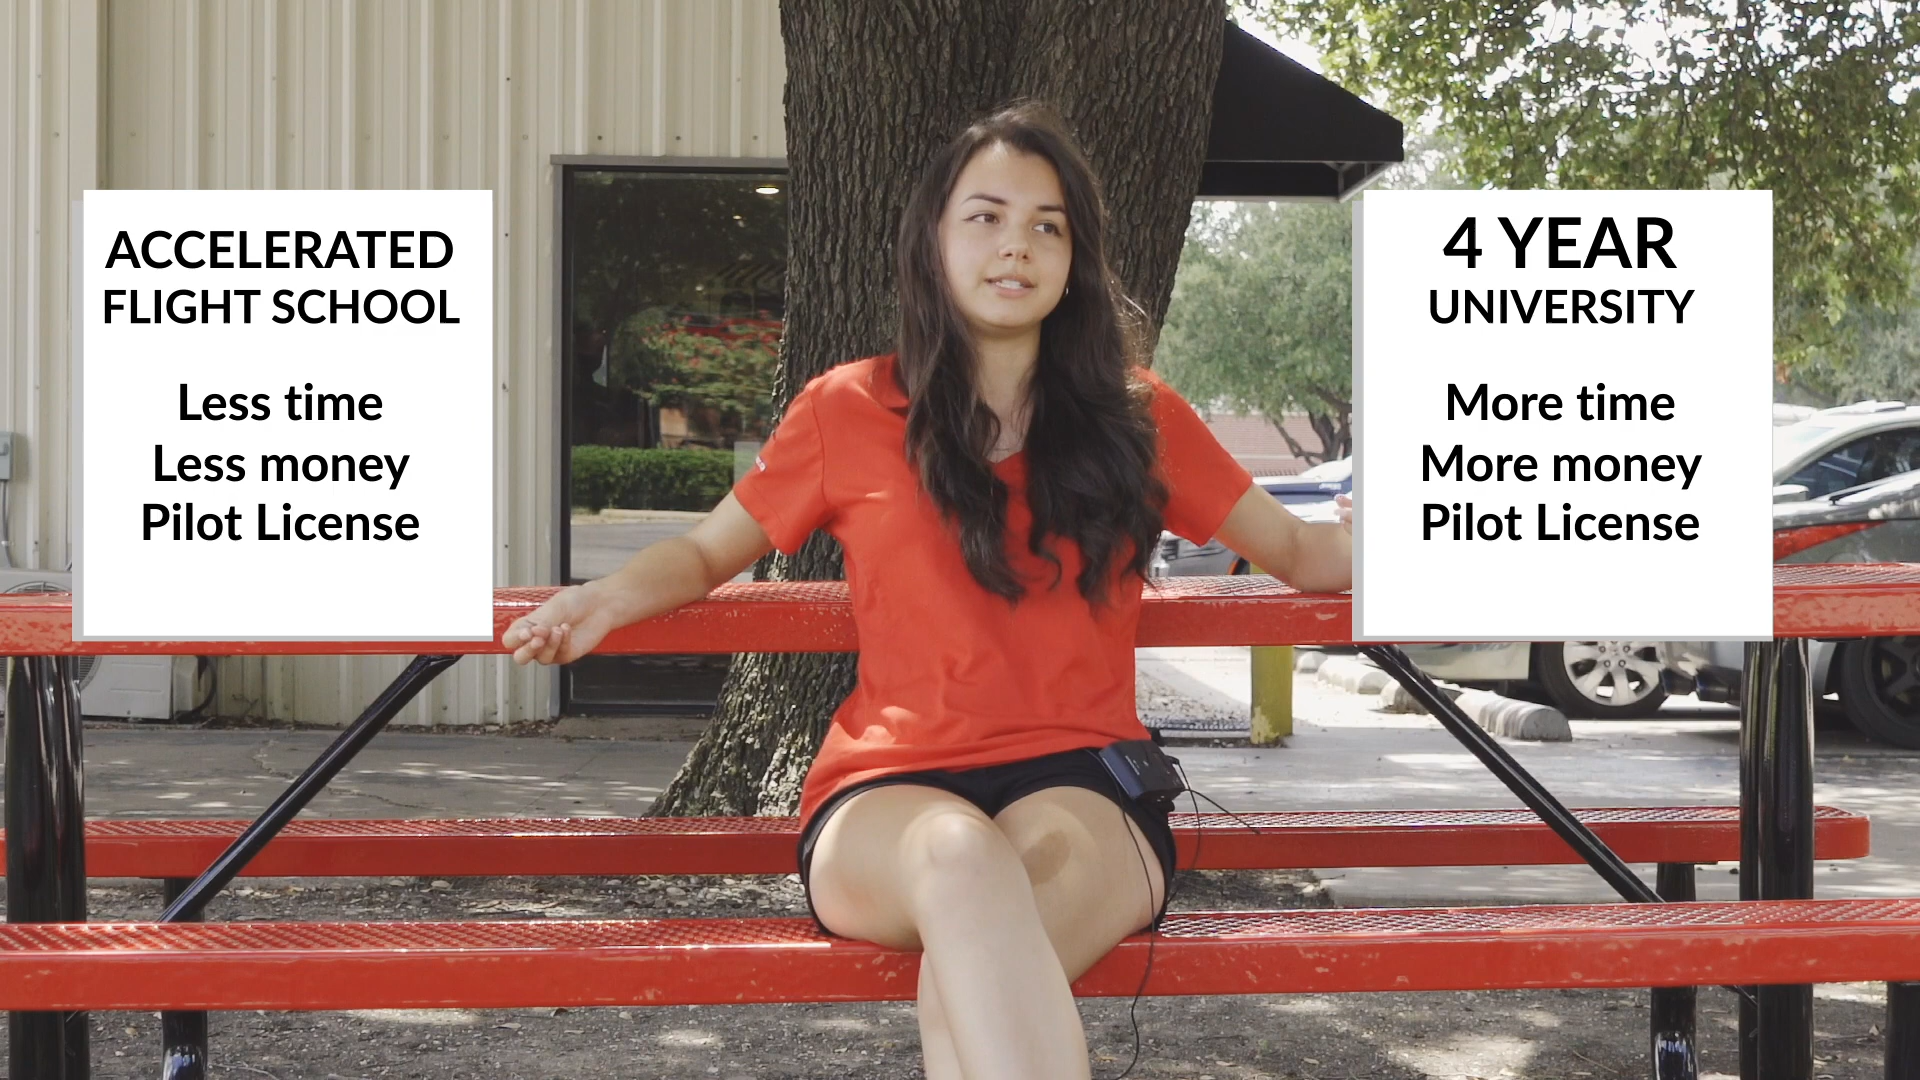 ACCELERATED
FLIGHT SCHOOL
Less time
Less money
Pilot License
4 YEAR
UNIVERSITY
More time
More money
Pilot License